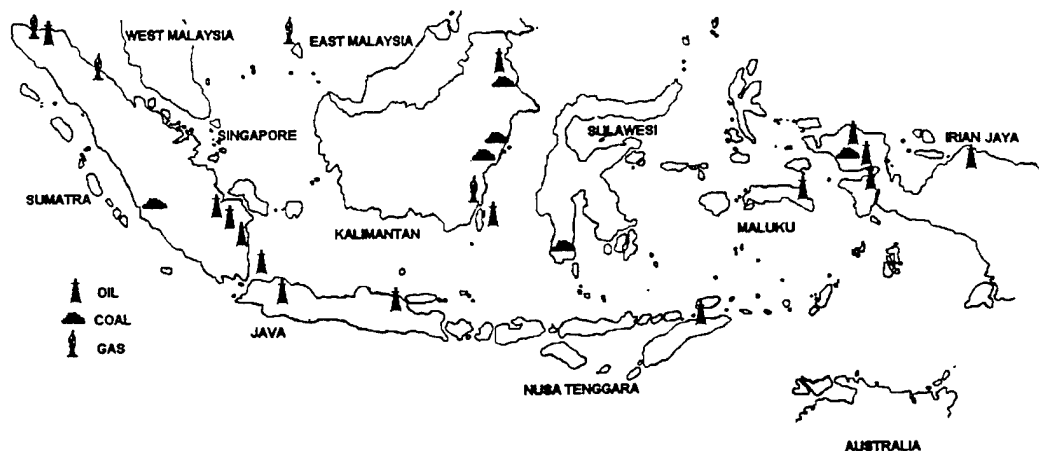 WEST MALAYSIA
EAST MALAYSIA
SINGAPORE
SULAWESI
IRIAN JAYA
SUMATRA
KALIMANTAN
MALUKU
OIL
COAL
GAS
JAVA
NUSA TENGGARA
AUSTRALIA